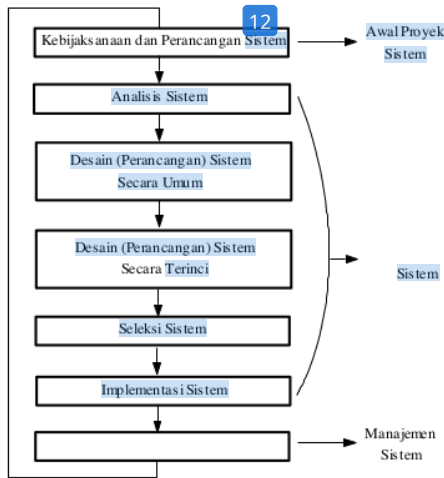 12
Kebijaksanaan dan Perancangan Sistem
Awal Proyek
Sistem
Analisis Sistem
Desain (Perancangan) Sistem
Secara Umum
Desain (Perancangan) Sistem
Secara Terinci
Sistem
Seleksi Sistem
Implementasi Sistem
Manajemen
Sistem